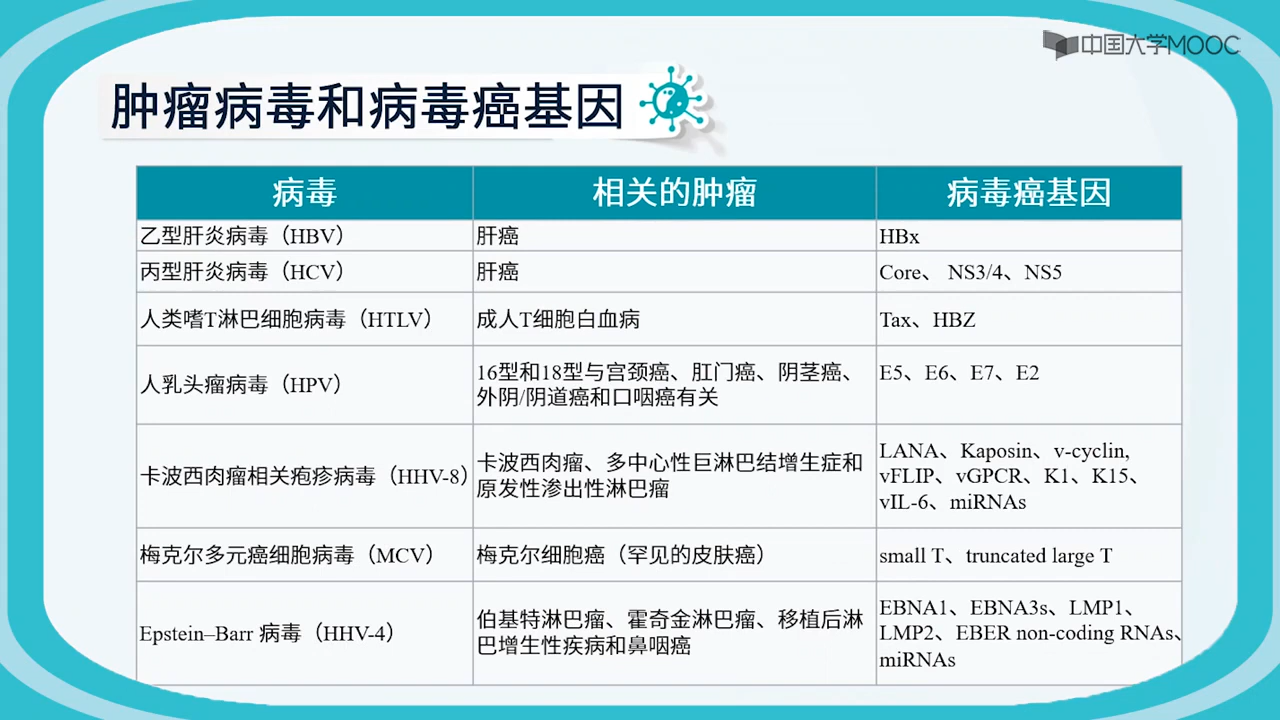 中国大学MOOC
肿瘤病毒和病毒癌基因
病毒 相关的肿瘤 病毒癌基因
乙型肝炎病毒（HBV） 肝癌 HBx
丙型肝炎病毒（HCV） 肝癌 Core、 NS3/4、NS5
人类嗜T淋巴细胞病毒（HTLV） 成人T细胞白血病 Tax、HBZ
人乳头瘤病毒（HPV）
16型和18型与宫颈癌、肛门癌、阴茎癌、
外阴/阴道癌和口咽癌有关
E5、E6、E7、E2
卡波西肉瘤相关疱疹病毒（HHV-8）
卡波西肉瘤、多中心性巨淋巴结增生症和
原发性渗出性淋巴瘤
LANA、Kaposin、v-cyclin,
vFLIP、vGPCR、K1、K15、
vIL-6、miRNAs
梅克尔多元癌细胞病毒（MCV） 梅克尔细胞癌（罕见的皮肤癌） small T、truncated large T
Epstein–Barr 病毒（HHV-4）
伯基特淋巴瘤、霍奇金淋巴瘤、移植后淋
巴增生性疾病和鼻咽癌
EBNA1、EBNA3s、LMP1、
LMP2、EBER non-coding RNAs、
miRNAs